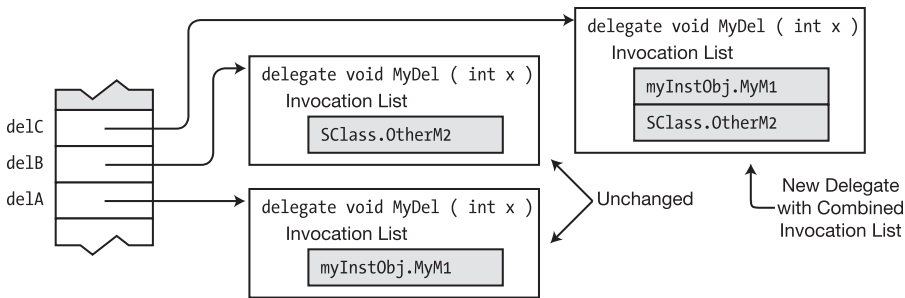 delegate void MyDel ( int x )
Invocation List
myInstObj.MyM1
SClass.OtherM2
delegate void MyDel ( int x )
Invocation List
SClass.OtherM2
delC
delB
delA
delegate void MyDel ( int x )
Invocation List
myInstObj.MyM1
Unchanged
New Delegate
with Combined
Invocation List